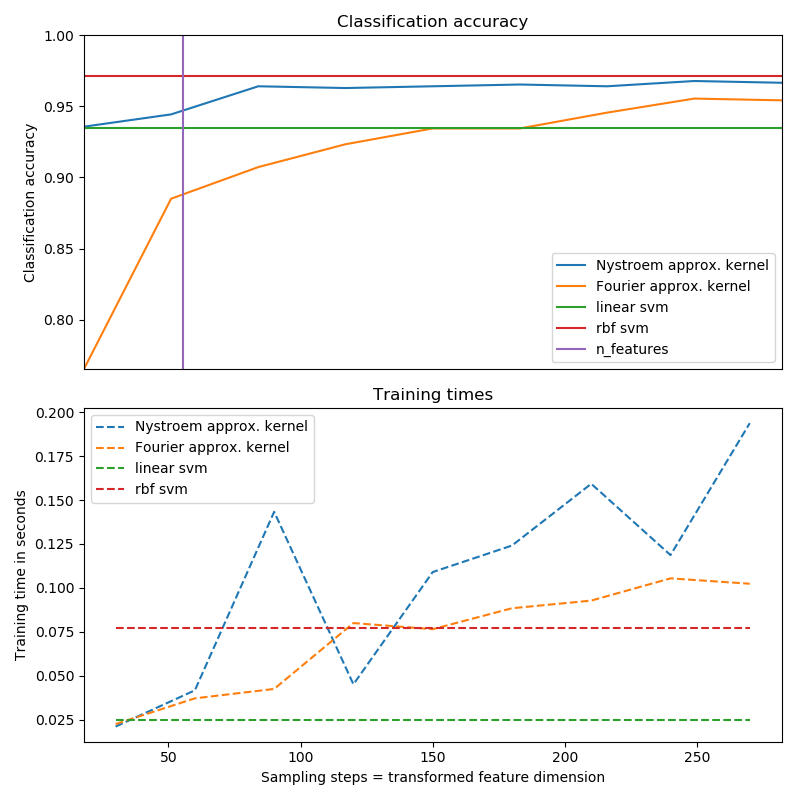 Classification accuracy
Classification accuracy
1.00
0.95
0.90
0.85
0.80
Nystroem approx. kernel
Fourier approx. kernel
linear svm
rbf svm
n_features
Training times
Training time in seconds
0.200
0.175
0.150
0.125
0.100
0.075
0.050
0.025
Nystroem approx. kernel
Fourier approx. kernel
linear svm
rbf svm
50 100 150 200 250
Sampling steps = transformed feature dimension